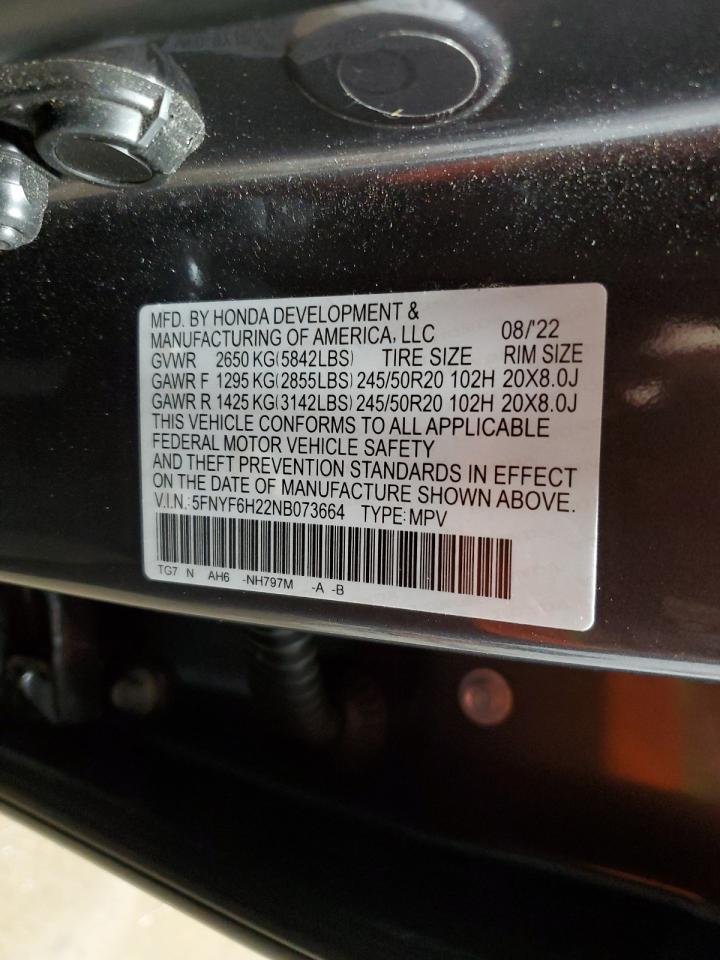 MFD. BY HONDA DEVELOPMENT &
MANUFACTURING OF AMERICA, LLC 08/'22
GVWR 2650 KG(5842LBS) TIRE SIZE RIM SIZE
GAWR F 1295 KG(2855LBS) 245/50R20 102H 20X8.0J
GAWR R 1425 KG(3142LBS) 245/50R20 102H 20X8.0J
THIS VEHICLE CONFORMS TO ALL APPLICABLE
FEDERAL MOTOR VEHICLE SAFETY
AND THEFT PREVENTION STANDARDS IN EFFECT
ON THE DATE OF MANUFACTURE SHOWN ABOVE.
V.I.N.: 5FNYF6H22NB073664 TYPE: MPV
TG7 N AH6 -NH797M -A -B